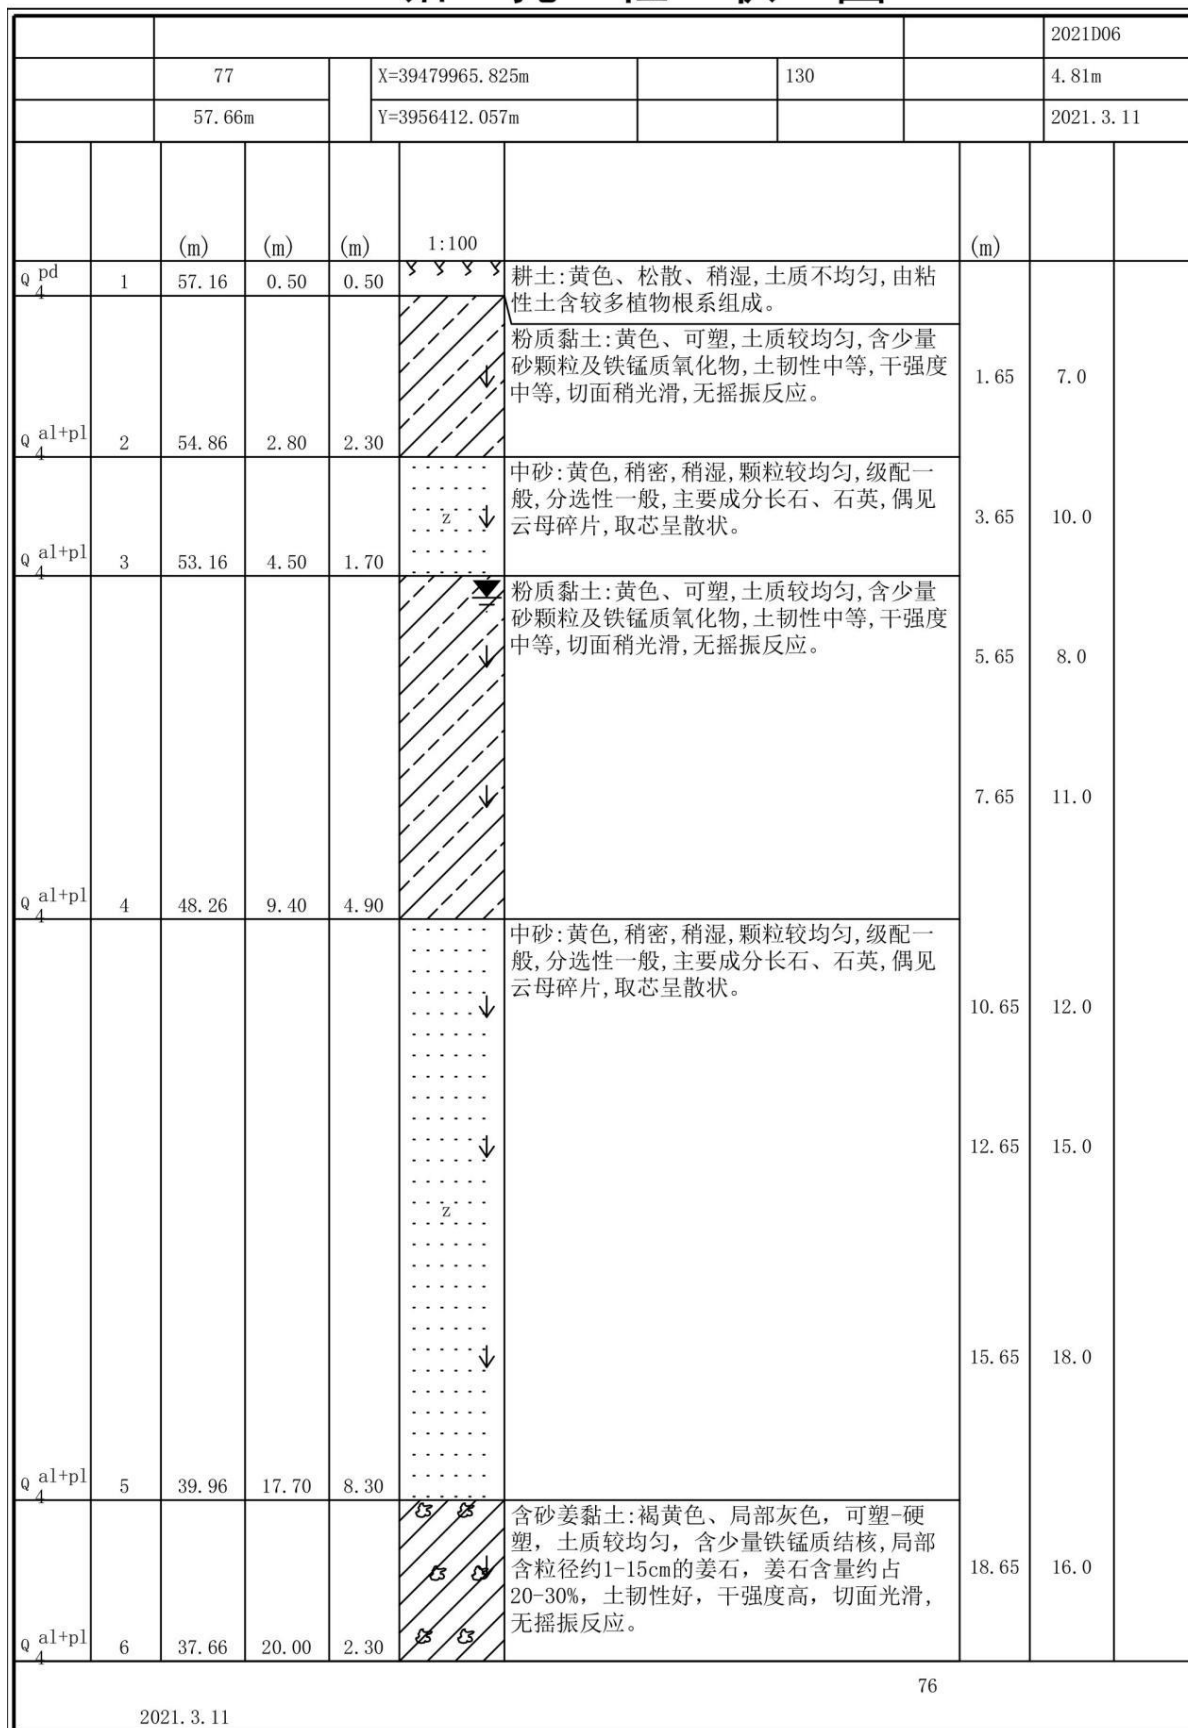 2021D06
77 X=39479965.825m 130 4.81m
57.66m Y=3956412.057m 2021.3.11
(m) (m) (m) 1:100 (m)
Q4 pd 1 57.16 0.50 0.50
耕土:黄色、松散、稍湿,土质不均匀,由粘
性土含较多植物根系组成。
粉质黏土:黄色、可塑,土质较均匀,含少量
砂颗粒及铁锰质氧化物,土韧性中等,干强度
中等,切面稍光滑,无摇振反应。
1.65 7.0
Q4 al+pl 2 54.86 2.80 2.30
中砂:黄色,稍密,稍湿,颗粒较均匀,级配一
般,分选性一般,主要成分长石、石英,偶见
云母碎片,取芯呈散状。
z
3.65 10.0
Q4 al+pl 3 53.16 4.50 1.70
粉质黏土:黄色、可塑,土质较均匀,含少量
砂颗粒及铁锰质氧化物,土韧性中等,干强度
中等,切面稍光滑,无摇振反应。
5.65 8.0
7.65 11.0
Q4 al+pl 4 48.26 9.40 4.90
中砂:黄色,稍密,稍湿,颗粒较均匀,级配一
般,分选性一般,主要成分长石、石英,偶见
云母碎片,取芯呈散状。
10.65 12.0
12.65 15.0
z
15.65 18.0
Q4 al+pl 5 39.96 17.70 8.30
含砂姜黏土:褐黄色、局部灰色，可塑-硬
塑，土质较均匀，含少量铁锰质结核,局部
含粒径约1-15cm的姜石，姜石含量约占
20-30%，土韧性好，干强度高，切面光滑,
无摇振反应。
18.65 16.0
Q4 al+pl 6 37.66 20.00 2.30
76
2021.3.11